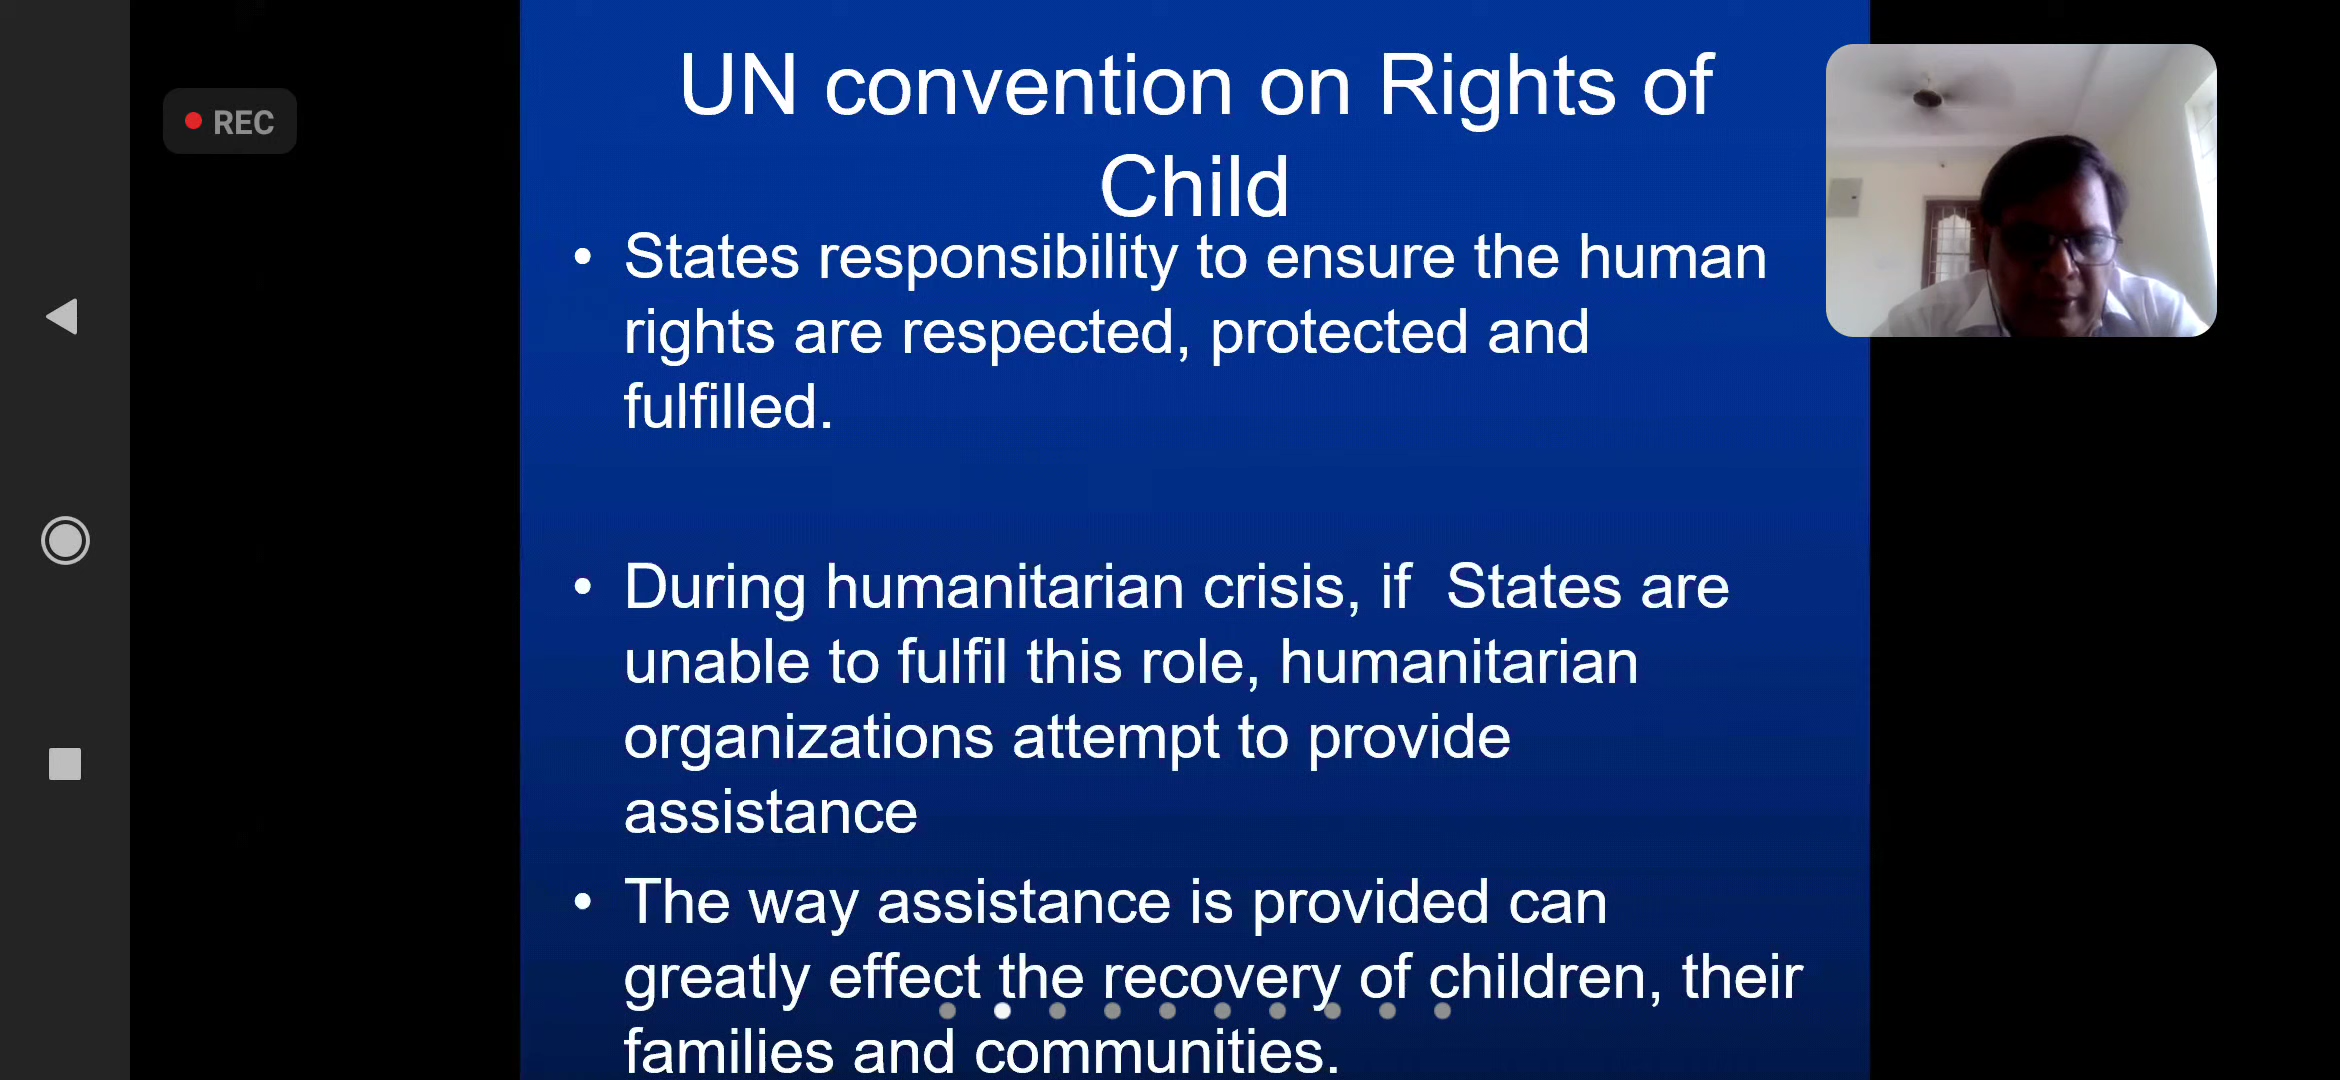 UN convention on Rights of
Child
REC
• States responsibility to ensure the human
rights are respected, protected and
fulfilled.
• During humanitarian crisis, if  States are
unable to fulfil this role, humanitarian
organizations attempt to provide
assistance
• The way assistance is provided can
greatly effect the recovery of children, their
families and communities.